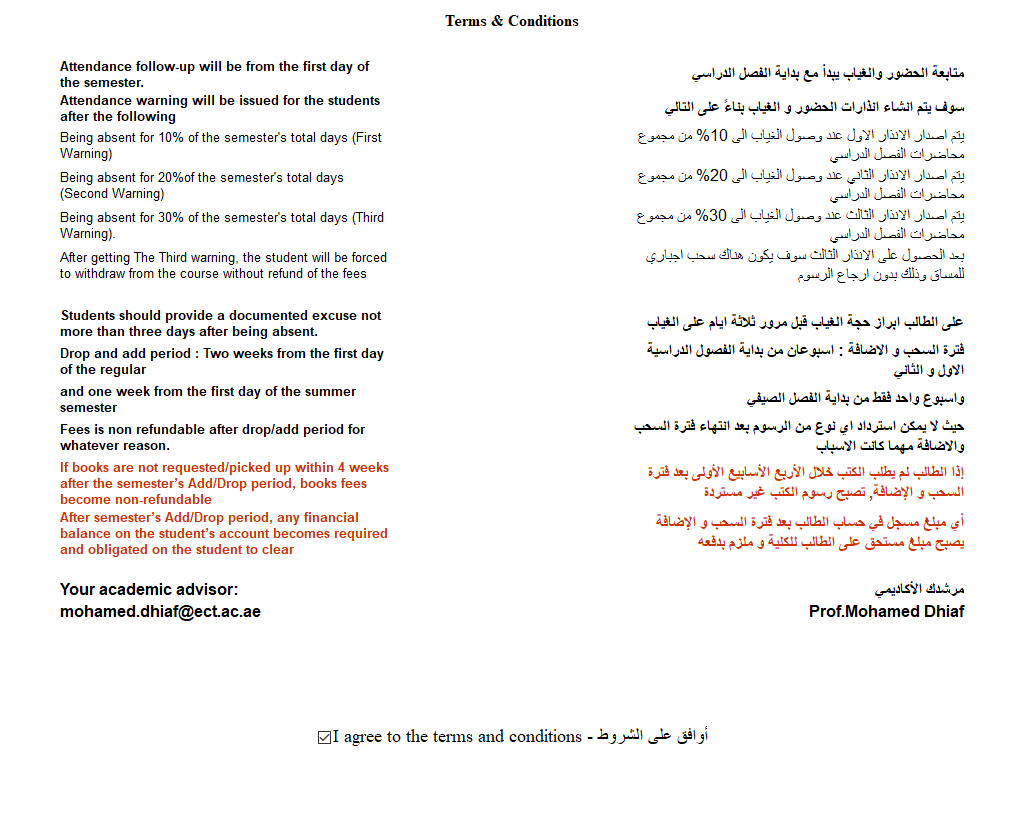 Terms & Conditions
Attendance follow-up will be from the first day of
the semester.
متابعة الحضور والغياب يبدأ مع بداية الفصل الدراسي
Attendance warning will be issued for the students
after the following
سوف يتم انشاء انذارات الحضور و الغياب بناءً على التالي
Being absent for 10% of the semester's total days (First
Warning)
يتم اصدار الانذار الاول عند وصول الغياب الى 10% من مجموع
محاضرات الفصل الدراسي
Being absent for 20%of the semester's total days
(Second Warning)
يتم اصدار الانذار الثاني عند وصول الغياب الى 20% من مجموع
محاضرات الفصل الدراسي
Being absent for 30% of the semester's total days (Third
Warning).
يتم اصدار الانذار الثالث عند وصول الغياب الى 30% من مجموع
محاضرات الفصل الدراسي
After getting The Third warning, the student will be forced
to withdraw from the course without refund of the fees
بعد الحصول على الانذار الثالث سوف يكون هناك سحب اجباري
للمساق وذلك بدون ارجاع الرسوم
Students should provide a documented excuse not
more than three days after being absent.
على الطالب ابراز حجة الغياب قبل مرور ثلاثة ايام على الغياب
Drop and add period : Two weeks from the first day
of the regular
فترة السحب و الاضافة : اسبوعان من بداية الفصول الدراسية
الاول و الثاني
and one week from the first day of the summer
semester
واسبوع واحد فقط من بداية الفصل الصيفي
Fees is non refundable after drop/add period for
whatever reason.
حيث لا يمكن استرداد اي نوع من الرسوم بعد انتهاء فترة السحب
والاضافة مهما كانت الاسباب
If books are not requested/picked up within 4 weeks
after the semester’s Add/Drop period, books fees
become non-refundable
إذا الطالب لم يطلب الكتب خلال الأربع الأسابيع الأولى بعد فترة
السحب و الإضافة, تصبح رسوم الكتب غير مستردة
After semester’s Add/Drop period, any financial
balance on the student’s account becomes required
and obligated on the student to clear
أي مبلغ مسجل في حساب الطالب بعد فترة السحب و الإضافة
يصبح مبلغ مستحق على الطالب للكلية و ملزم بدفعه
Your academic advisor:
مرشدك الأكاديمي
mohamed.dhiaf@ect.ac.ae
Prof.Mohamed Dhiaf
I agree to the terms and conditions - أوافق على الشروط